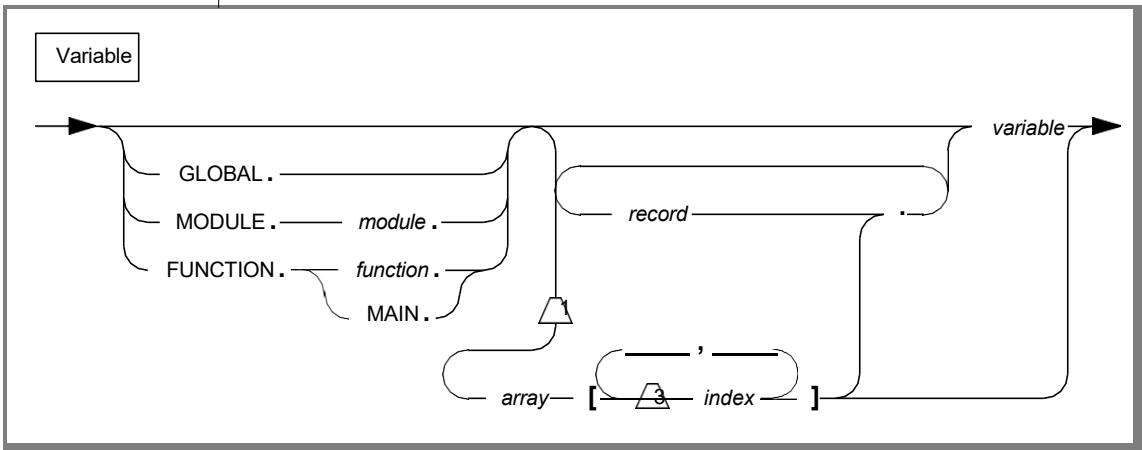 Variable
variable
GLOBAL .
MODULE . module .
record .
FUNCTION . function .
MAIN .
1
,
array [ 3 index ]